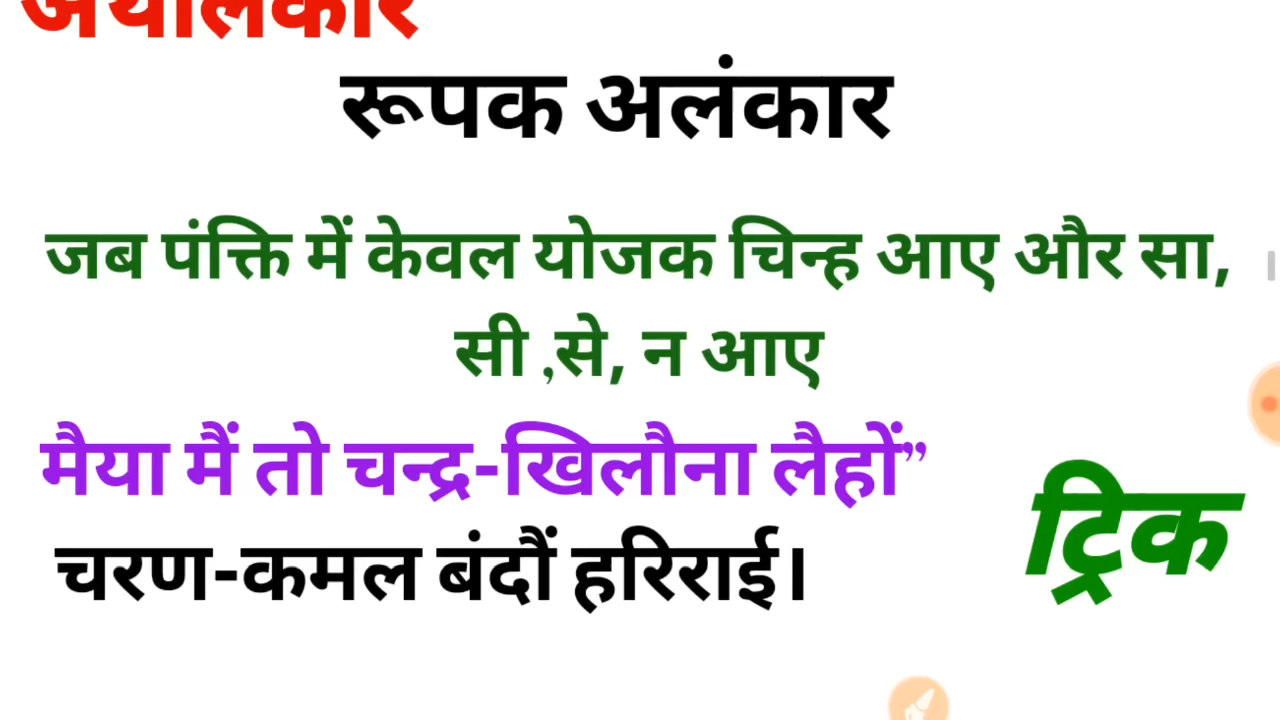 अर्थालंकार
रूपक अलंकार
जब पंक्ति में केवल योजक चिन्ह आए और सा,
सी ,से, न आए
मैया मैं तो चन्द्र-खिलौना लैहों”
चरण-कमल बंदौं हरिराई।
ट्रिक